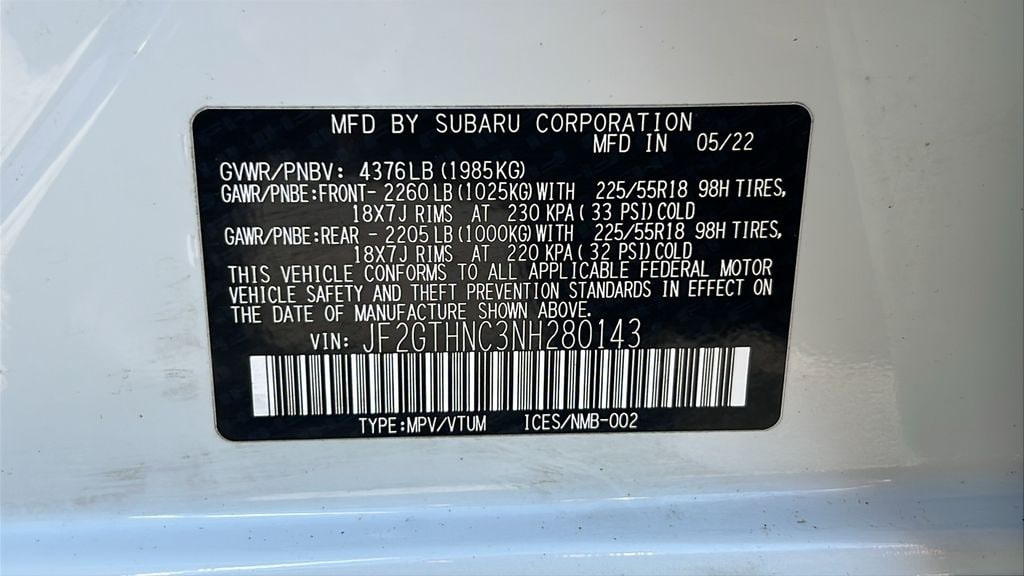 MFD BY SUBARU CORPORATION
MFD IN 05/22
GVWR/PNBV: 4376LB (1985KG)
GAWR/PNBE:FRONT- 2260LB (1025KG) WITH 225/55R18 98H TIRES,
18X7J RIMS AT 230 KPA ( 33 PSI) COLD
GAWR/PNBE:REAR - 2205LB (1000KG) WITH 225/55R18 98H TIRES,
18X7J RIMS AT 220 KPA ( 32 PSI) COLD
THIS VEHICLE CONFORMS TO ALL APPLICABLE FEDERAL MOTOR
VEHICLE SAFETY AND THEFT PREVENTION STANDARDS IN EFFECT ON
THE DATE OF MANUFACTURE SHOWN ABOVE.
VIN: JF2GTHNC3NH280143
TYPE:MPV/VTUM ICES/NMB-002